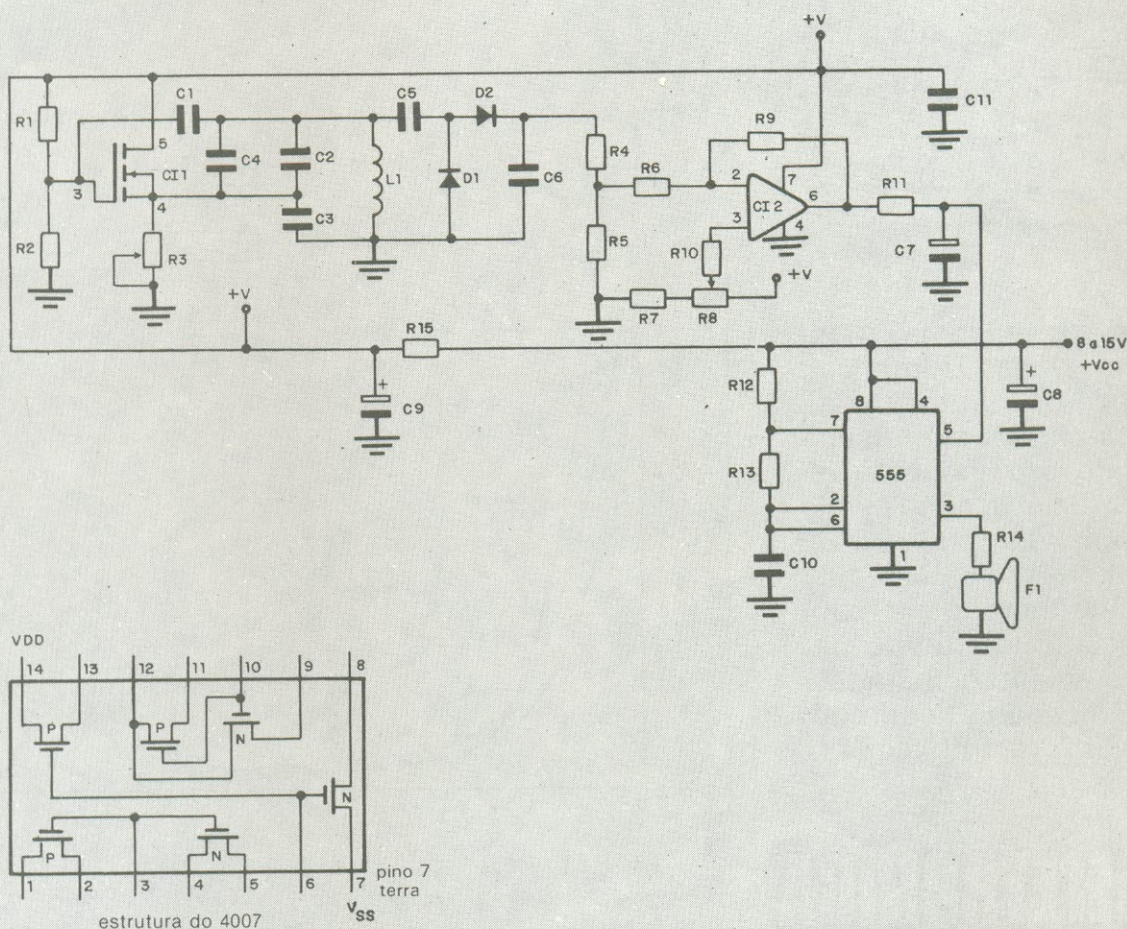 +V
R1
C1
C5
D2
C11
R9
5
CI1
3
4
C4
C2
L1
D1
C6
R4
R6
2
7
CI2
6
R11
3
4
R2
R3
C3
R5
R10
+V
C7
R7
R8
+V
R15
8 a 15V
+Vcc
C9
R12
8
4
C8
7
5
R13
555
2
3
6
R14
1
C10
F1
VDD
14
13
12
11
10
9
8
P
P
N
N
P
N
1
2
3
4
5
6
7
pino 7
terra
VSS
estrutura do 4007